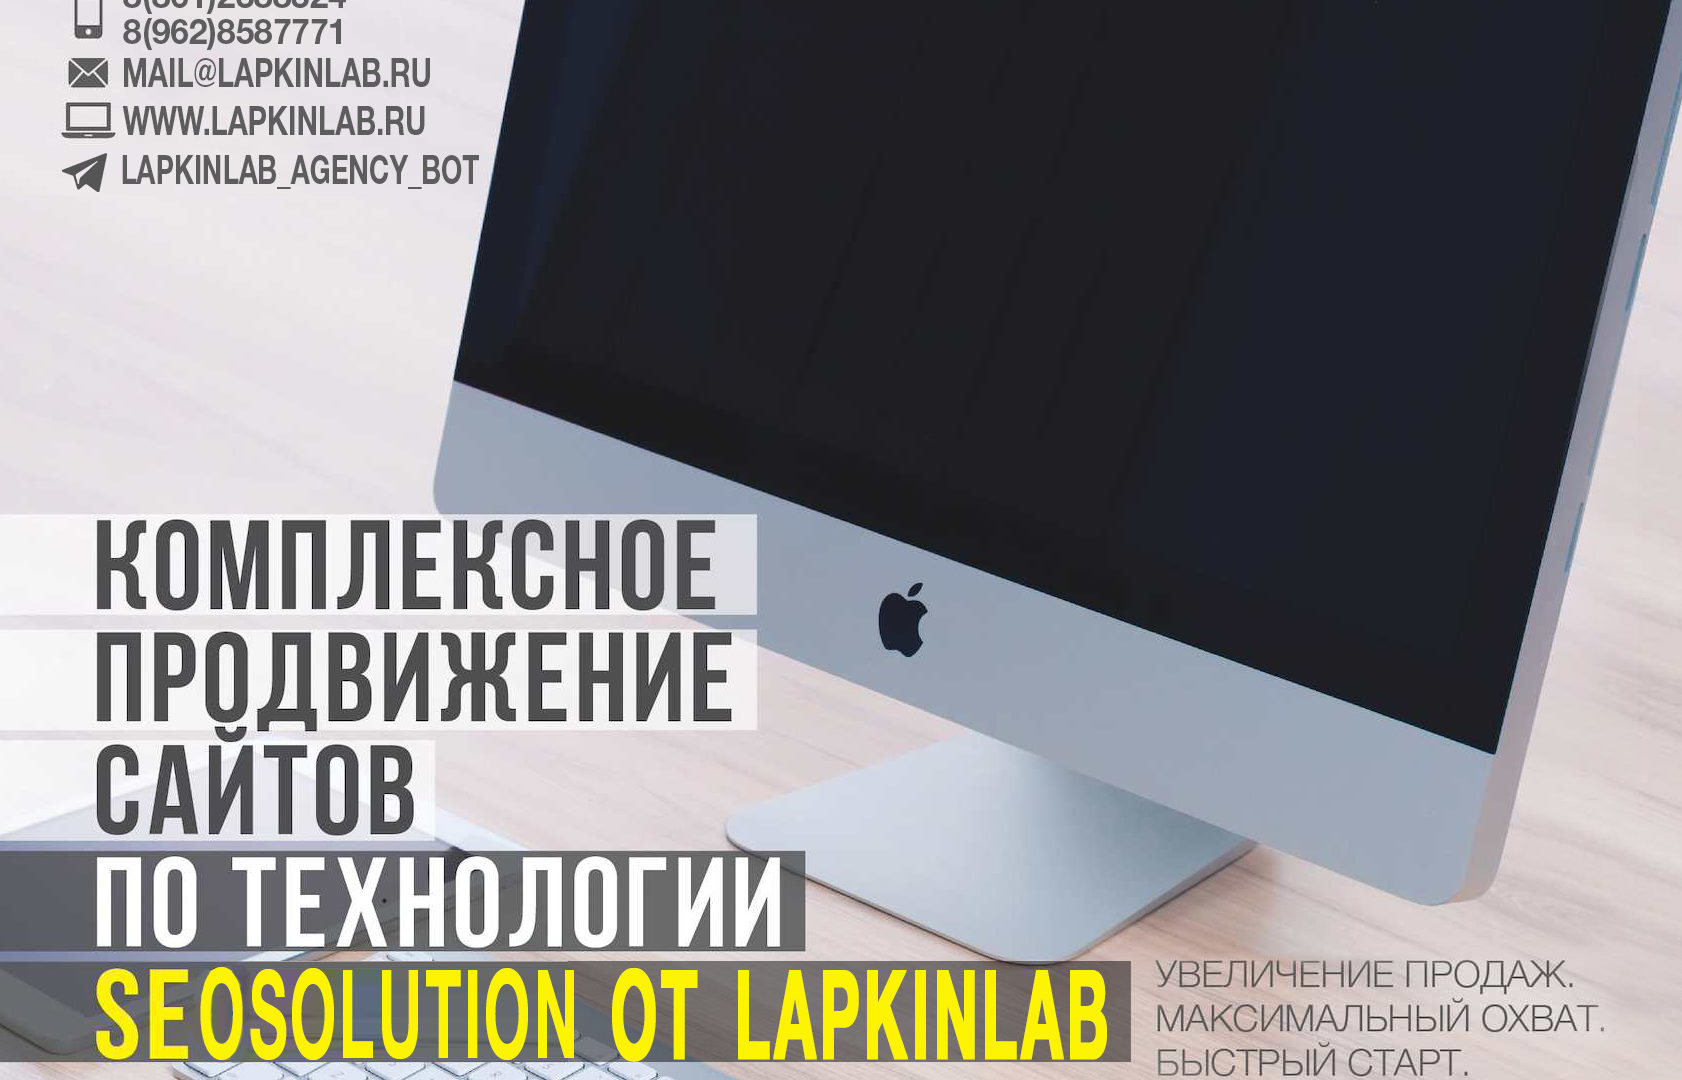 8(962)8587771
MAIL@LAPKINLAB.RU
WWW.LAPKINLAB.RU
LAPKINLAB_AGENCY_BOT
КОМПЛЕКСНОЕ
ПРОДВИЖЕНИЕ
САЙТОВ
ПО ТЕХНОЛОГИИ
SEOSOLUTION ОТ LAPKINLAB
УВЕЛИЧЕНИЕ ПРОДАЖ.
МАКСИМАЛЬНЫЙ ОХВАТ.
БЫСТРЫЙ СТАРТ.